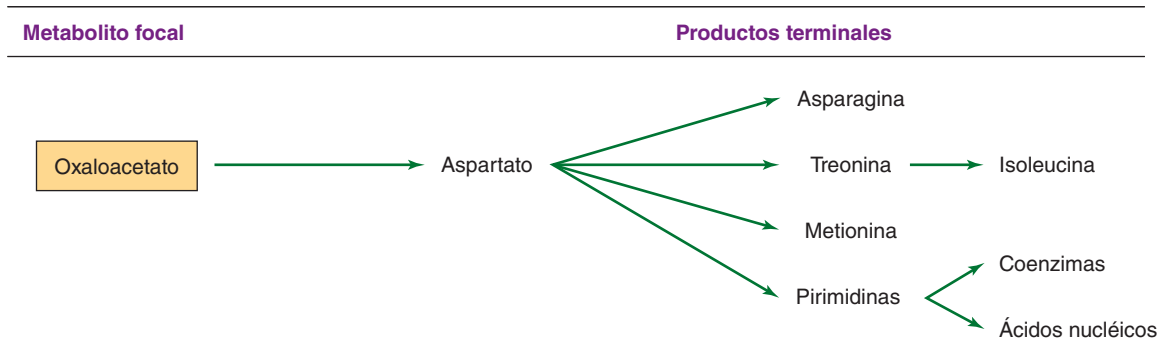 Metabolito focal
Productos terminales
Asparagina
Oxaloacetato
Aspartato
Treonina
Isoleucina
Metionina
Coenzimas
Pirimidinas
Ácidos nucléicos